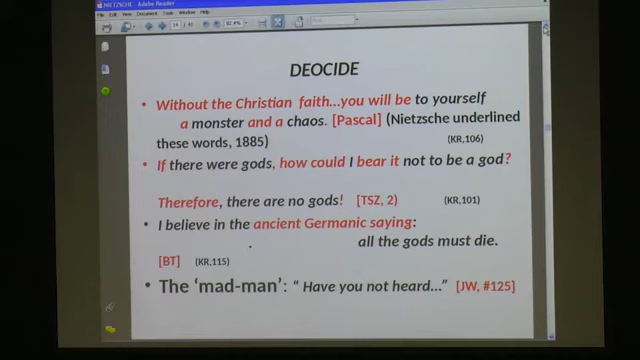 NIETZSCHE - Adobe Reader
File Edit View Document Tools Window Help
DEOCIDE
• Without the Christian faith...you will be to yourself
a monster and a chaos. [Pascal] (Nietzsche underlined
these words, 1885) (KR,106)
• If there were gods, how could I bear it not to be a god?
Therefore, there are no gods! [TSZ, 2) (KR,101)
• I believe in the ancient Germanic saying:
all the gods must die.
[BT] (KR,115)
• The ‘mad-man’: “ Have you not heard...” [JW, #125]